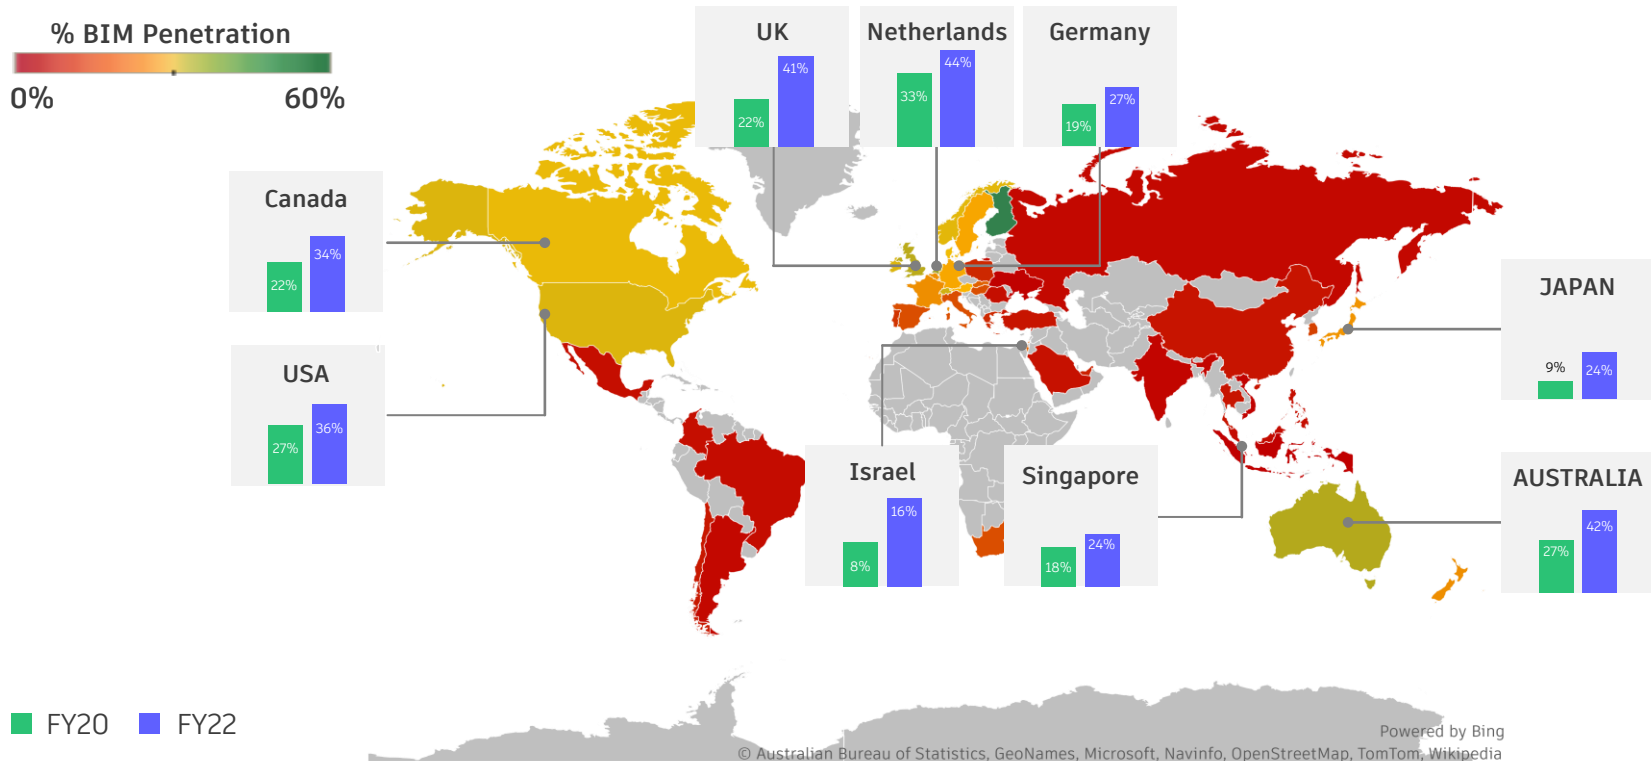 % BIM Penetration
0%
60%
UK
41%
22%
Netherlands
44%
33%
Germany
27%
19%
Canada
34%
22%
USA
36%
27%
JAPAN
9%
24%
Israel
16%
8%
Singapore
24%
18%
AUSTRALIA
42%
27%
FY20
FY22
Powered by Bing
© Australian Bureau of Statistics, GeoNames, Microsoft, Navinfo, OpenStreetMap, TomTom, Wikipedia